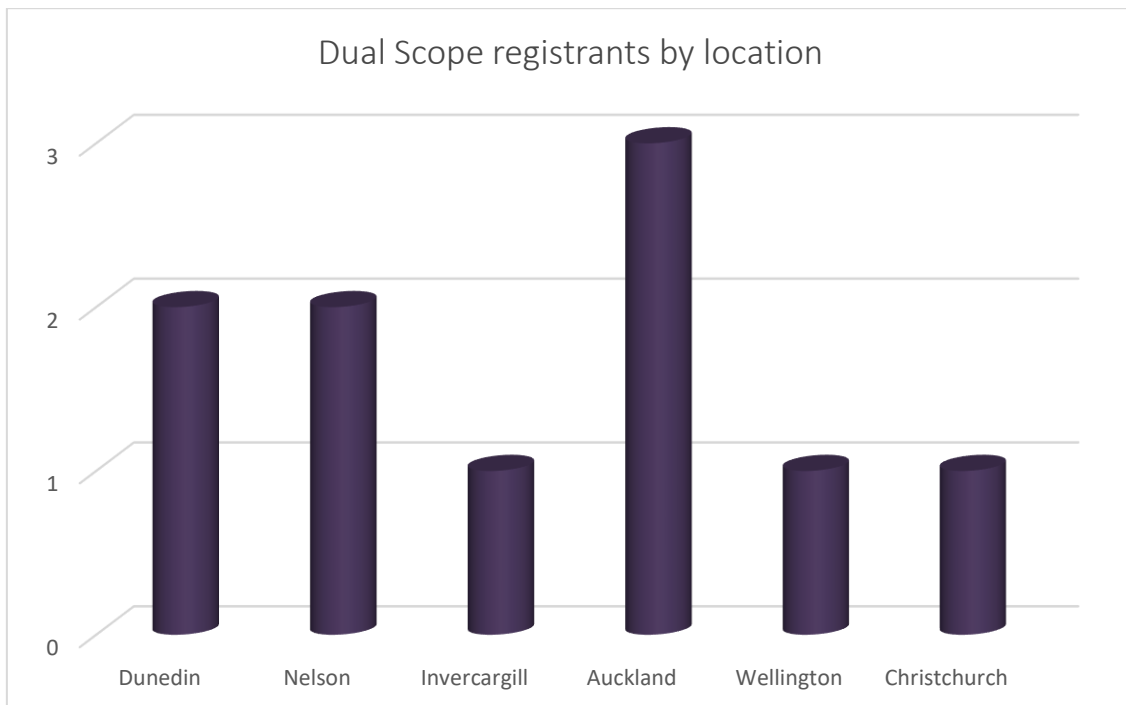 Dual Scope registrants by location
3
2
1
0
Dunedin Nelson Invercargill Auckland Wellington Christchurch